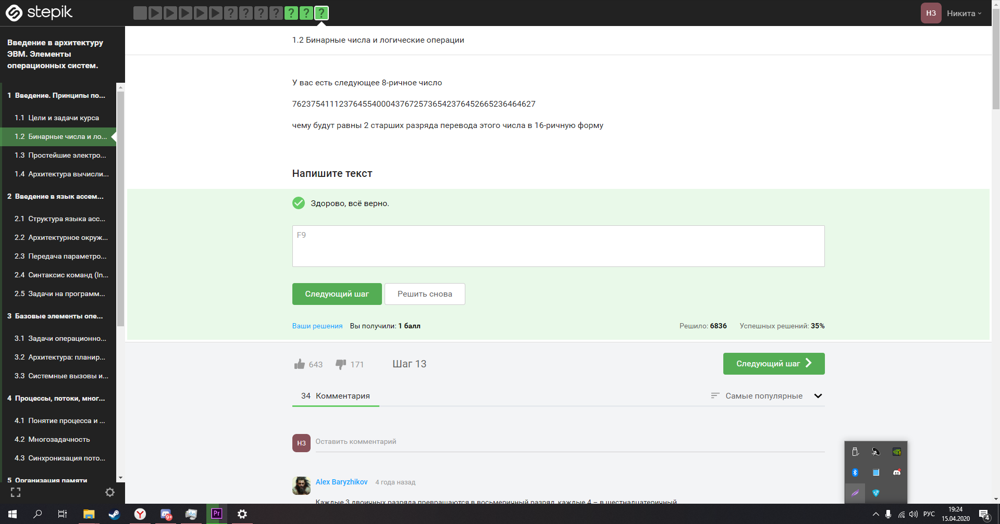 stepik
НЗ
Никита
Введение в архитектуру
ЭВМ. Элементы
операционных систем.
1 Введение. Принципы по...
1.1 Цели и задачи курса
1.2 Бинарные числа и ло...
1.3 Простейшие электро...
1.4 Архитектура вычисли...
2 Введение в язык ассем...
2.1 Структура языка асс...
2.2 Архитектурное окруж...
2.3 Передача параметро...
2.4 Синтаксис команд (In...
2.5 Задачи на программ...
3 Базовые элементы опе...
3.1 Задачи операционно...
3.2 Архитектура: планир...
3.3 Системные вызовы и...
4 Процессы, потоки, мног...
4.1 Понятие процесса и ...
4.2 Многозадачность
4.3 Синхронизация пото...
5 Организация памяти
1.2 Бинарные числа и логические операции
У вас есть следующее 8-ричное число
7623754111237645540004376725736542376452665236464627
чему будут равны 2 старших разряда перевода этого числа в 16-ричную форму
Напишите текст
Здорово, всё верно.
F9
Следующий шаг
Решить снова
Ваши решения Вы получили: 1 балл
Решило: 6836 Успешных решений: 35%
643 171 Шаг 13
Следующий шаг
34 Комментария
Самые популярные
НЗ
Оставить комментарий
Alex Baryzhikov 4 года назад
Каждые 3 двоичных разряда превращаются в восьмеричный разряд, каждые 4 – в шестнадцатеричный
9+
Pr
РУС
19:24
15.04.2020
4